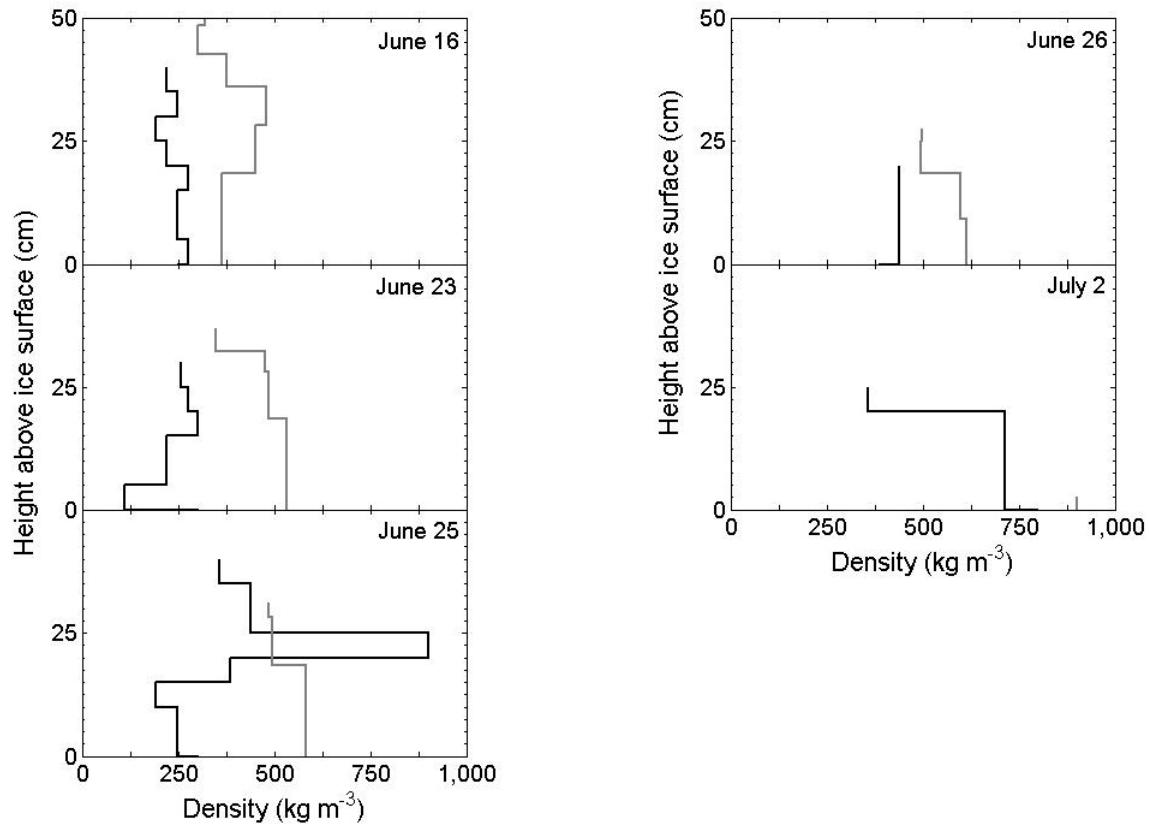 50
June 16
25
Height above ice surface (cm)
0
June 23
25
0
June 25
25
0
0 250 500 750 1,000
Density (kg m-3)
50
June 26
25
Height above ice surface (cm)
0
July 2
25
0
0 250 500 750 1,000
Density (kg m-3)